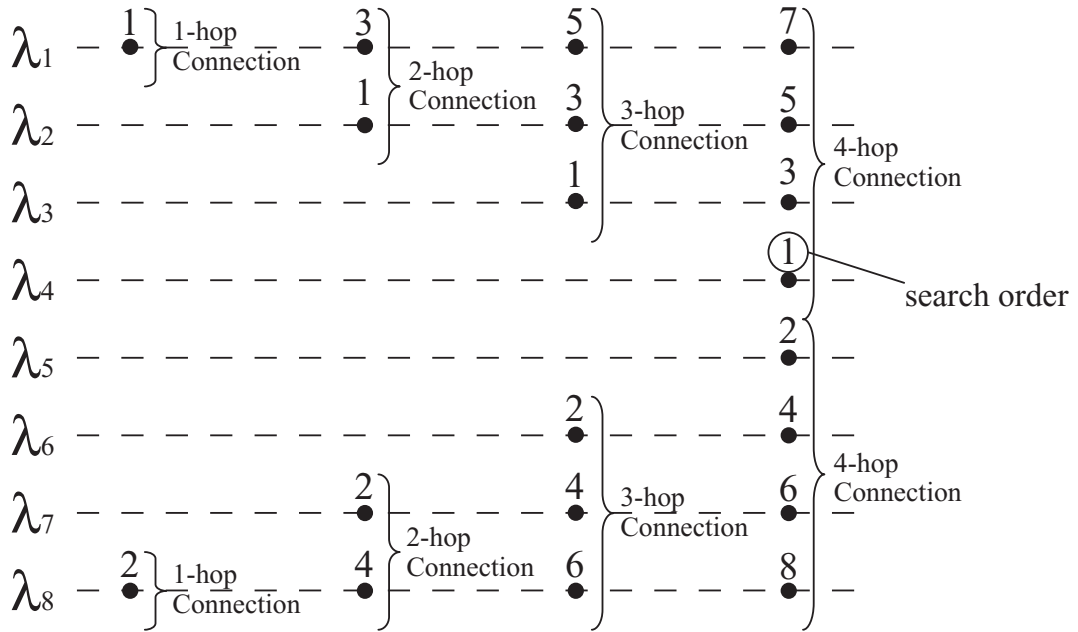 1 3 5 7
λ1 1-hop Connection
2-hop Connection
1 3 5
λ2 3-hop Connection
4-hop Connection
1 3
λ3
1
λ4
search order
2
λ5
2 4
λ6
4-hop Connection
2 4 6
λ7 3-hop Connection
2-hop Connection
2 4 6 8
λ8 1-hop Connection